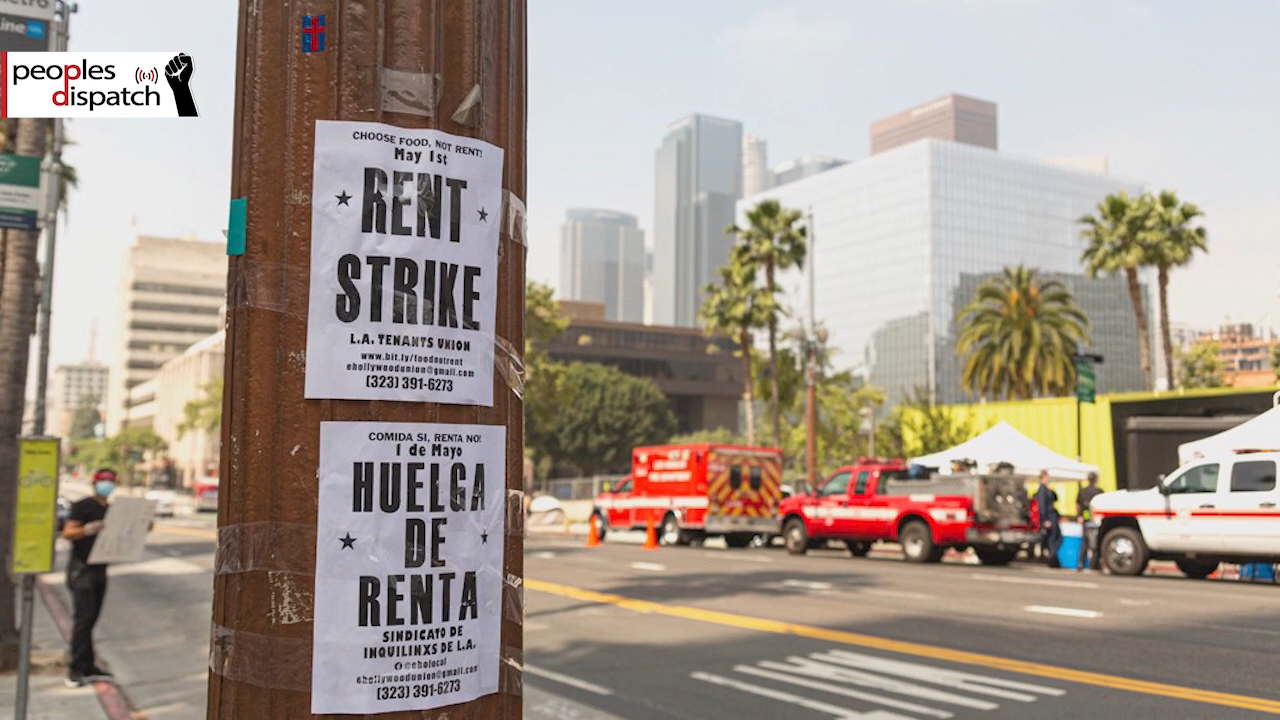 peoples
dispatch
CHOOSE FOOD, NOT RENT!
May 1st
RENT
STRIKE
L.A. TENANTS UNION
www.bit.ly/foodnotrent
ehollywoodunion@gmail.com
(323) 391-6273
COMIDA SI, RENTA NO!
1 de Mayo
HUELGA
DE
RENTA
SINDICATO DE
INQUILINXS DE L.A.
@eholocal
ehollywoodunion@gmail.com
(323) 391-6273